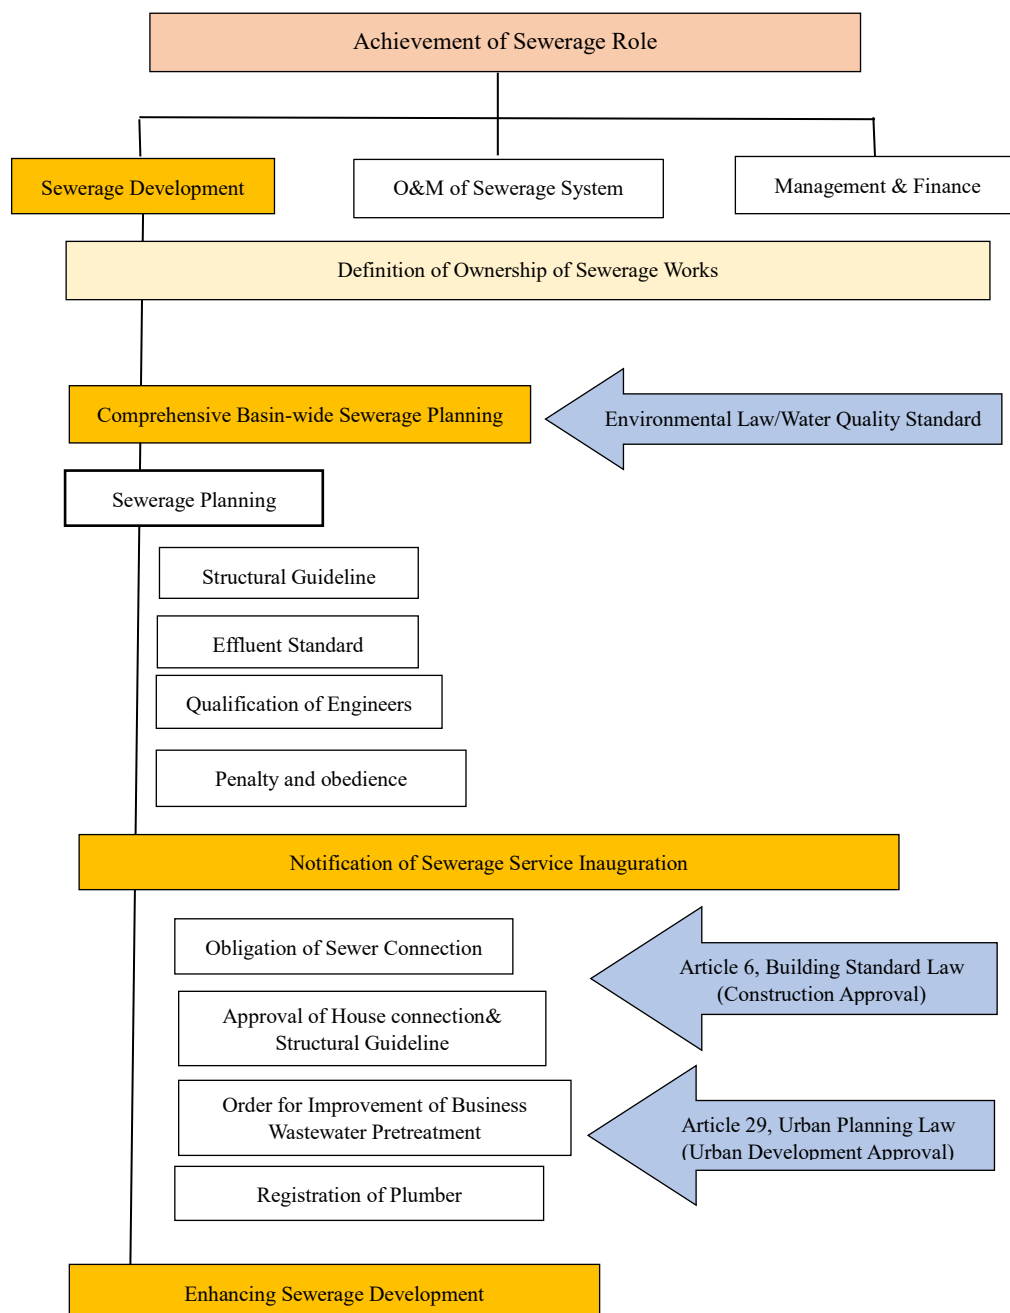 Achievement of Sewerage Role
Sewerage Development
O&M of Sewerage System
Management & Finance
Definition of Ownership of Sewerage Works
Comprehensive Basin-wide Sewerage Planning
Environmental Law/Water Quality Standard
Sewerage Planning
Structural Guideline
Effluent Standard
Qualification of Engineers
Penalty and obedience
Notification of Sewerage Service Inauguration
Obligation of Sewer Connection
Article 6, Building Standard Law
(Construction Approval)
Approval of House connection&
Structural Guideline
Order for Improvement of Business
Wastewater Pretreatment
Article 29, Urban Planning Law
(Urban Development Approval)
Registration of Plumber
Enhancing Sewerage Development